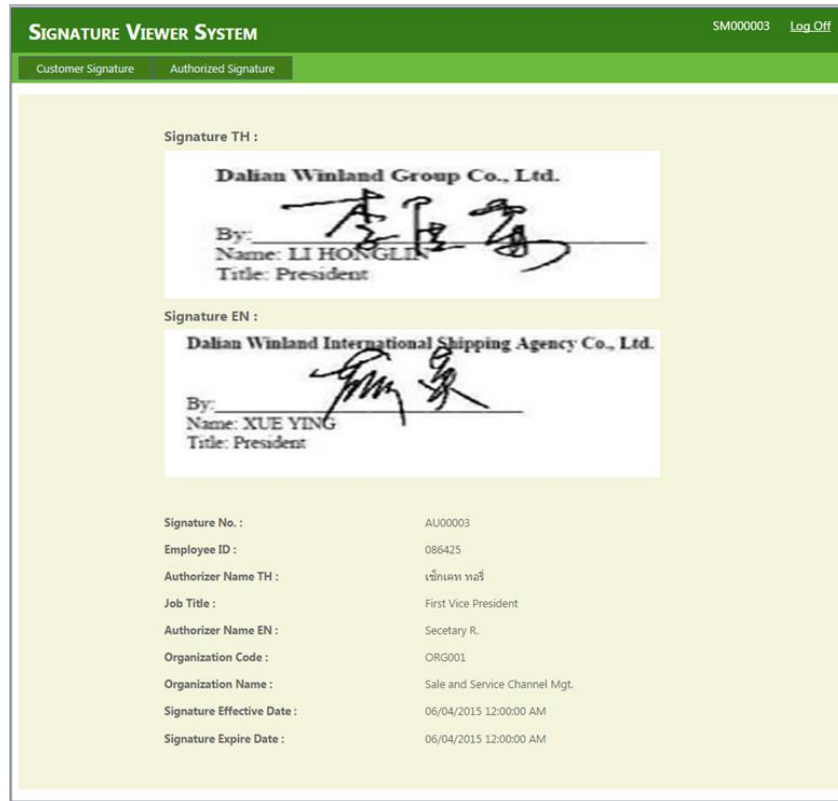 SIGNATURE VIEWER SYSTEM
SM000003 Log Off
Customer Signature Authorized Signature
Signature TH :
Dalian Winland Group Co., Ltd.
By:
Name: LI HONGLIN
Title: President
Signature EN :
Dalian Winland International Shipping Agency Co., Ltd.
By:
Name: XUE YING
Title: President
Signature No. : AU00003
Employee ID : 086425
Authorizer Name TH : เช็กเคท ทอรี่
Job Title : First Vice President
Authorizer Name EN : Secetary R.
Organization Code : ORG001
Organization Name : Sale and Service Channel Mgt.
Signature Effective Date : 06/04/2015 12:00:00 AM
Signature Expire Date : 06/04/2015 12:00:00 AM